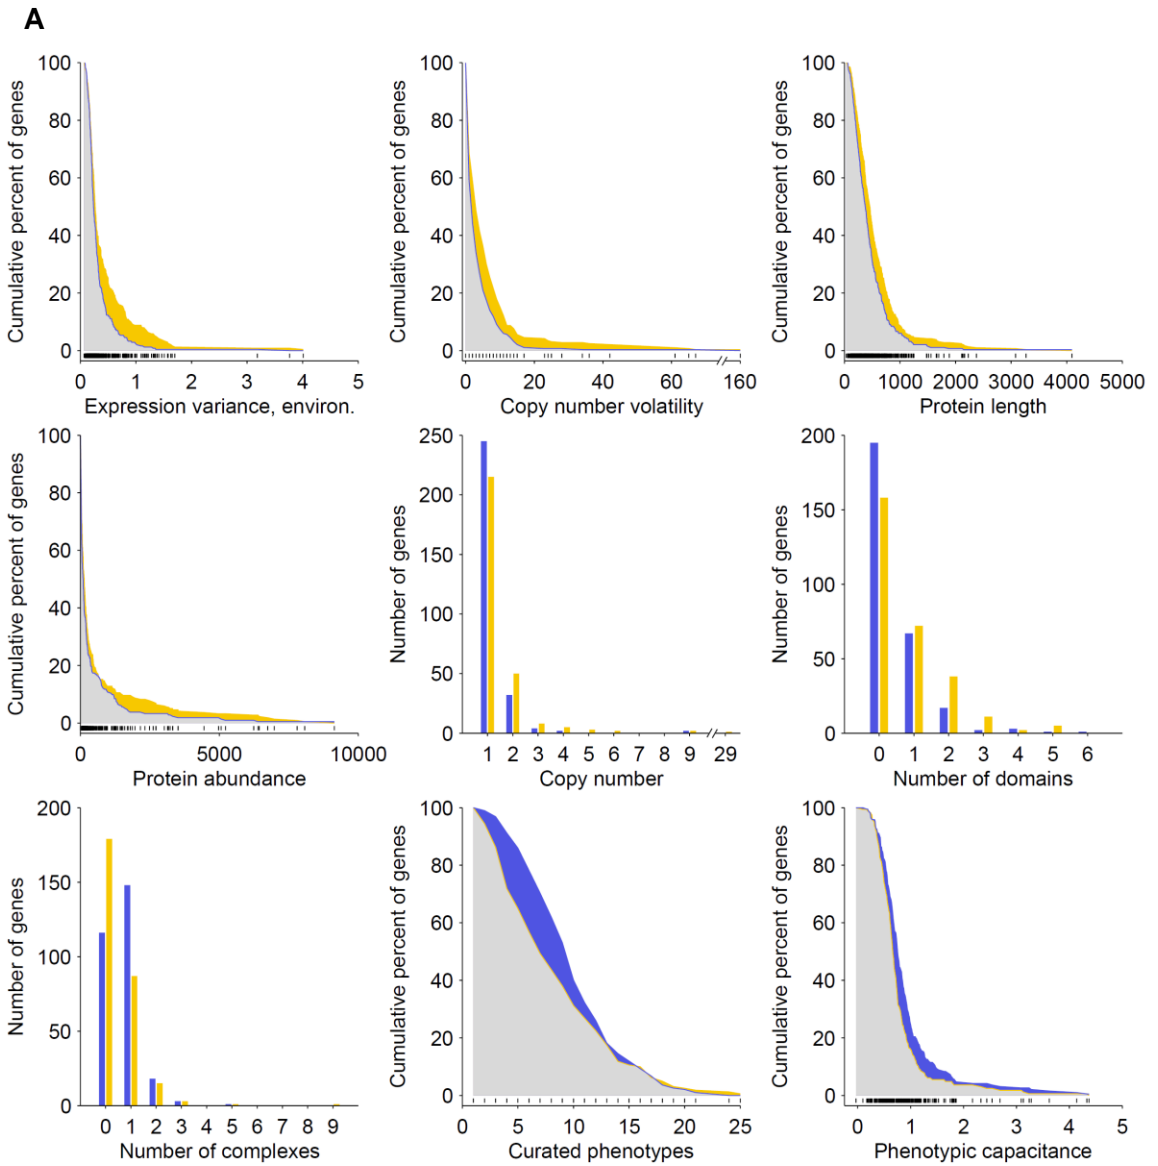 A
100
80
60
40
20
0
Cumulative percent of genes
0 1 2 3 4 5
Expression variance, environ.
100
80
60
40
20
0
Cumulative percent of genes
0 20 40 60 160
Copy number volatility
100
80
60
40
20
0
Cumulative percent of genes
0 1000 2000 3000 4000 5000
Protein length
100
80
60
40
20
0
Cumulative percent of genes
0 5000 10000
Protein abundance
250
200
150
100
50
0
Number of genes
1 2 3 4 5 6 7 8 9 29
Copy number
200
150
100
50
0
Number of genes
0 1 2 3 4 5 6
Number of domains
200
150
100
50
0
Number of genes
0 1 2 3 4 5 6 7 8 9
Number of complexes
100
80
60
40
20
0
Cumulative percent of genes
0 5 10 15 20 25
Curated phenotypes
100
80
60
40
20
0
Cumulative percent of genes
0 1 2 3 4 5
Phenotypic capacitance